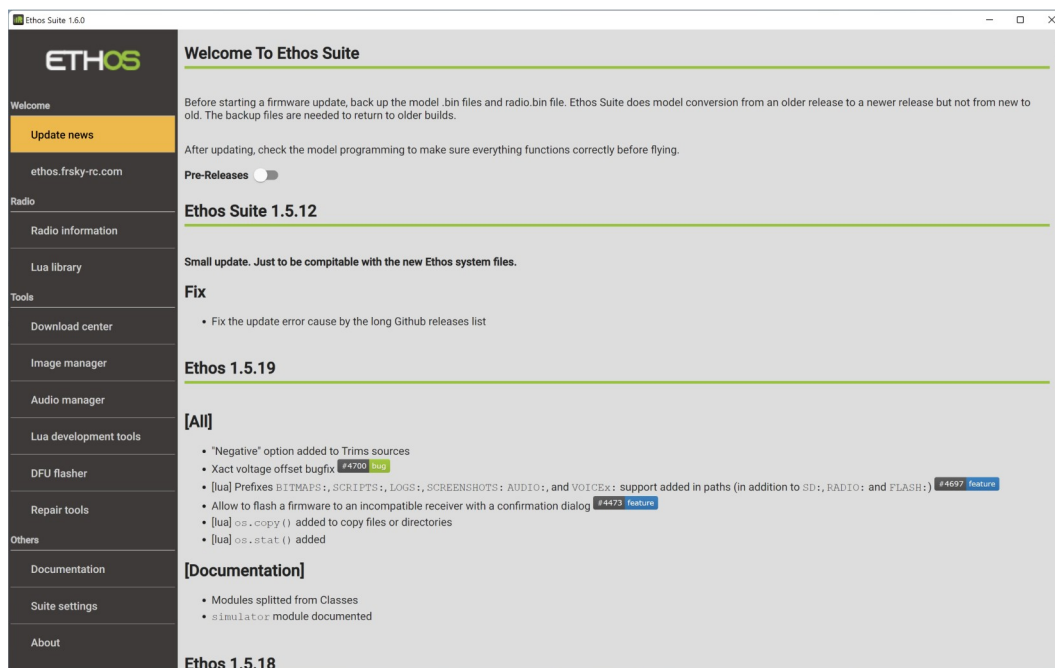 Ethos Suite 1.6.0
ETHOS
Welcome
Update news
ethos.frsky-rc.com
Radio
Radio information
Lua library
Tools
Download center
Image manager
Audio manager
Lua development tools
DFU flasher
Repair tools
Others
Documentation
Suite settings
About
Welcome To Ethos Suite
Before starting a firmware update, back up the model .bin files and radio.bin file. Ethos Suite does model conversion from an older release to a newer release but not from new to
old. The backup files are needed to return to older builds.
After updating, check the model programming to make sure everything functions correctly before flying.
Pre-Releases
Ethos Suite 1.5.12
Small update. Just to be compitable with the new Ethos system files.
Fix
• Fix the update error cause by the long Github releases list
Ethos 1.5.19
[All]
• "Negative" option added to Trims sources
• Xact voltage offset bugfix #4700 bug
• [lua] Prefixes BITMAPS:, SCRIPTS:, LOGS:, SCREENSHOTS: AUDIO:, and VOICEx: support added in paths (in addition to SD:, RADIO: and FLASH:) #4697 feature
• Allow to flash a firmware to an incompatible receiver with a confirmation dialog #4473 feature
• [lua] os.copy() added to copy files or directories
• [lua] os.stat() added
[Documentation]
• Modules splitted from Classes
• simulator module documented
Ethos 1.5.18